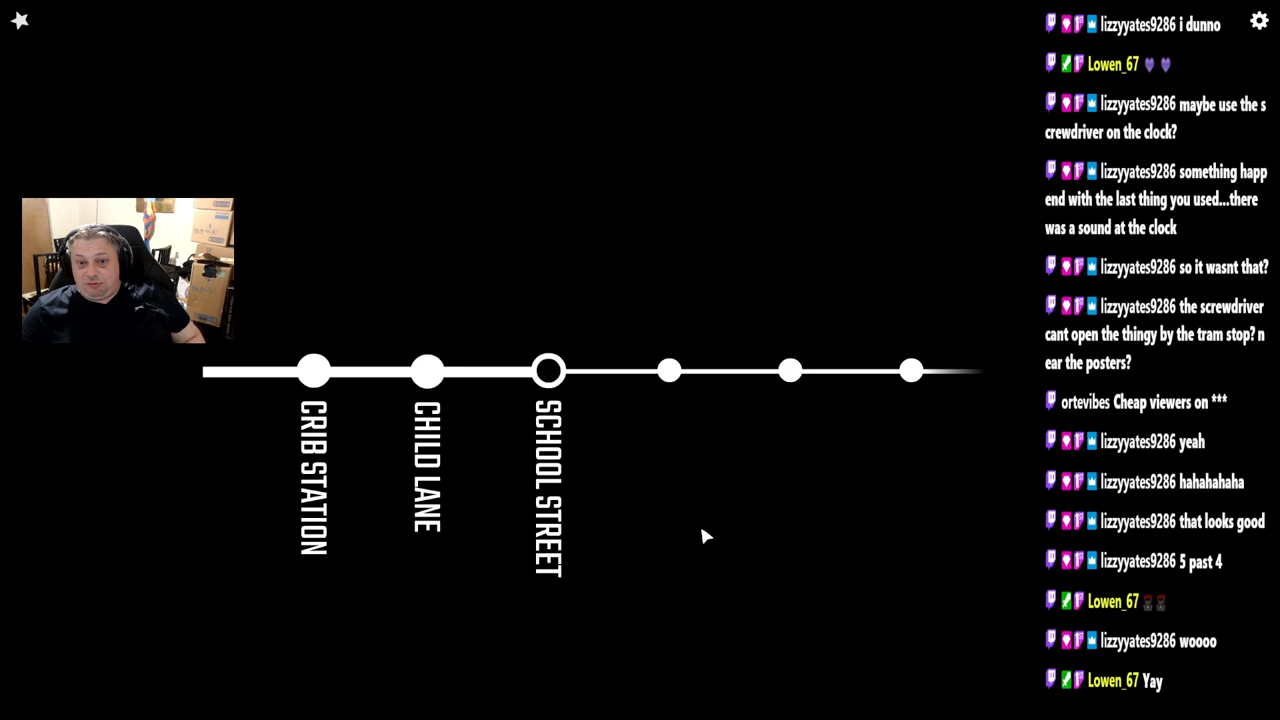 CRIB STATION
CHILD LANE
SCHOOL STREET
lizzyyates9286 i dunno
Lowen_67
lizzyyates9286 maybe use the s
crewdriver on the clock?
lizzyyates9286 something happ
end with the last thing you used...there
was a sound at the clock
lizzyyates9286 so it wasnt that?
lizzyyates9286 the screwdriver
cant open the thingy by the tram stop? n
ear the posters?
ortevibes Cheap viewers on ***
lizzyyates9286 yeah
lizzyyates9286 hahahahaha
lizzyyates9286 that looks good
lizzyyates9286 5 past 4
Lowen_67
lizzyyates9286 woooo
Lowen_67 Yay